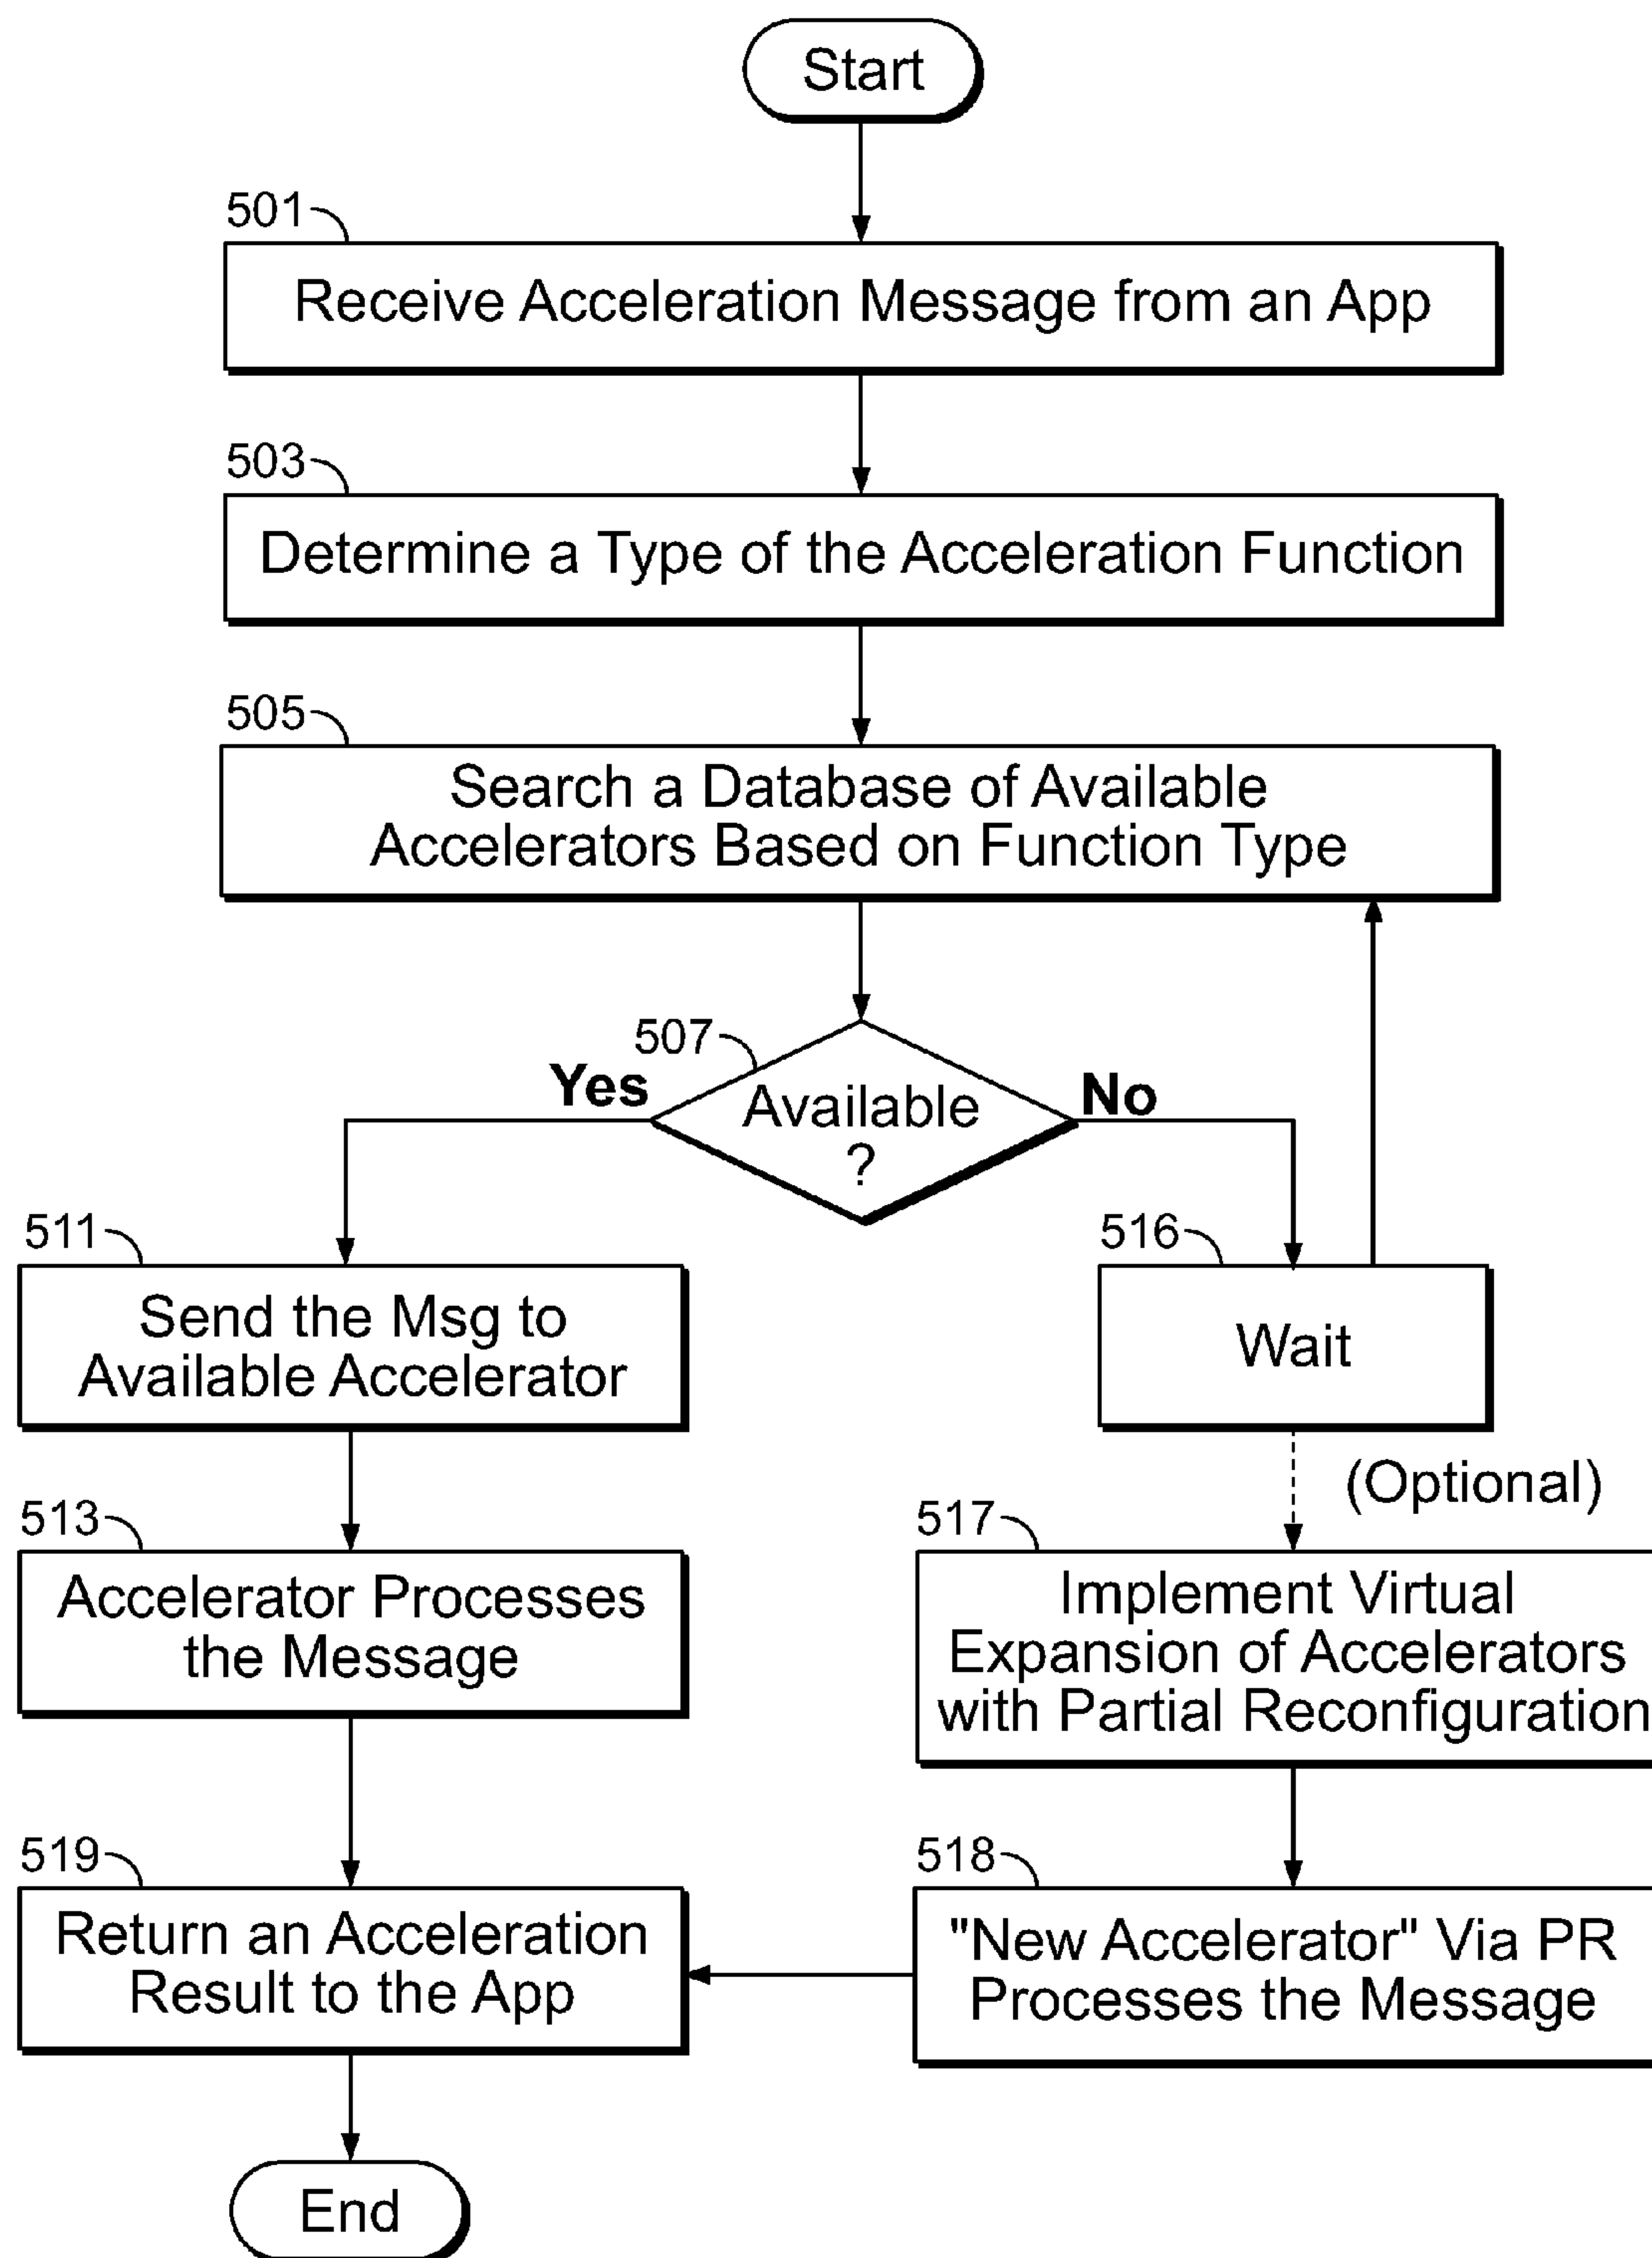 Start
501
Receive Acceleration Message from an App
503
Determine a Type of the Acceleration Function
505
Search a Database of Available
Accelerators Based on Function Type
507
Yes
Available
?
No
511
Send the Msg to
Available Accelerator
516
Wait
(Optional)
513
Accelerator Processes
the Message
517
Implement Virtual
Expansion of Accelerators
with Partial Reconfiguration
519
Return an Acceleration
Result to the App
518
"New Accelerator" Via PR
Processes the Message
End